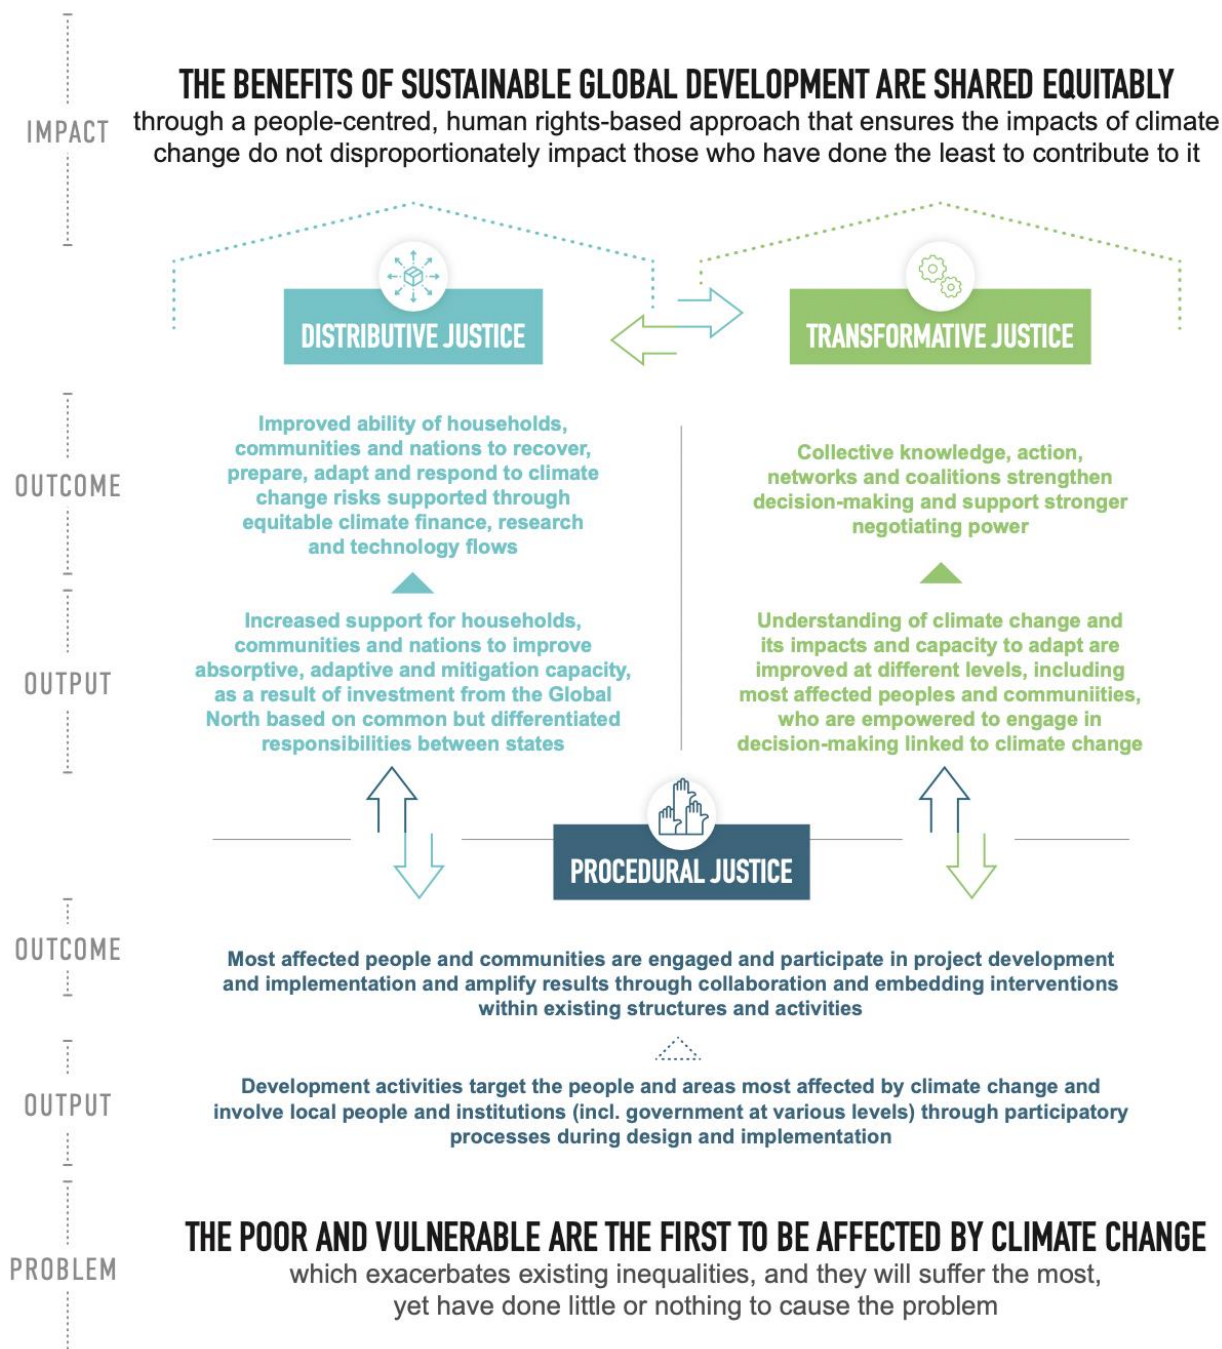 IMPACT
THE BENEFITS OF SUSTAINABLE GLOBAL DEVELOPMENT ARE SHARED EQUITABLY
through a people-centred, human rights-based approach that ensures the impacts of climate
change do not disproportionately impact those who have done the least to contribute to it
DISTRIBUTIVE JUSTICE
TRANSFORMATIVE JUSTICE
OUTCOME
Improved ability of households,
communities and nations to recover,
prepare, adapt and respond to climate
change risks supported through
equitable climate finance, research
and technology flows
Collective knowledge, action,
networks and coalitions strengthen
decision-making and support stronger
negotiating power
OUTPUT
Increased support for households,
communities and nations to improve
absorptive, adaptive and mitigation capacity,
as a result of investment from the Global
North based on common but differentiated
responsibilities between states
Understanding of climate change and
its impacts and capacity to adapt are
improved at different levels, including
most affected peoples and communiities,
who are empowered to engage in
decision-making linked to climate change
PROCEDURAL JUSTICE
OUTCOME
Most affected people and communities are engaged and participate in project development
and implementation and amplify results through collaboration and embedding interventions
within existing structures and activities
OUTPUT
Development activities target the people and areas most affected by climate change and
involve local people and institutions (incl. government at various levels) through participatory
processes during design and implementation
PROBLEM
THE POOR AND VULNERABLE ARE THE FIRST TO BE AFFECTED BY CLIMATE CHANGE
which exacerbates existing inequalities, and they will suffer the most,
yet have done little or nothing to cause the problem